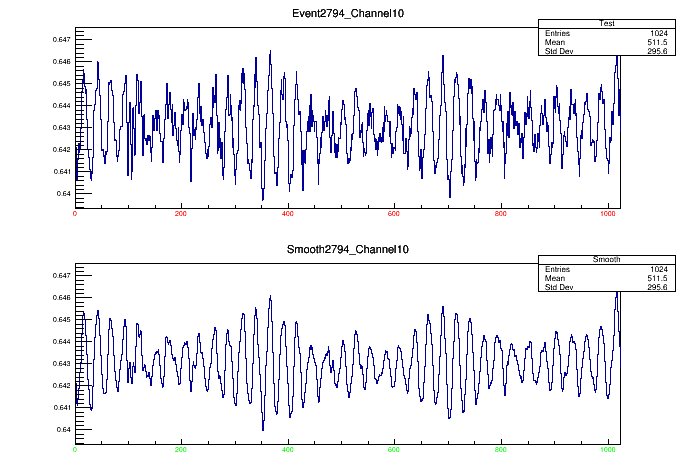 Event2794_Channel10
Test
Entries 1024
Mean 511.5
Std Dev 295.6
0.647
0.646
0.645
0.644
0.643
0.642
0.641
0.64
0 200 400 600 800 1000
Smooth2794_Channel10
Smooth
Entries 1024
Mean 511.5
Std Dev 295.6
0.647
0.646
0.645
0.644
0.643
0.642
0.641
0.64
0 200 400 600 800 1000